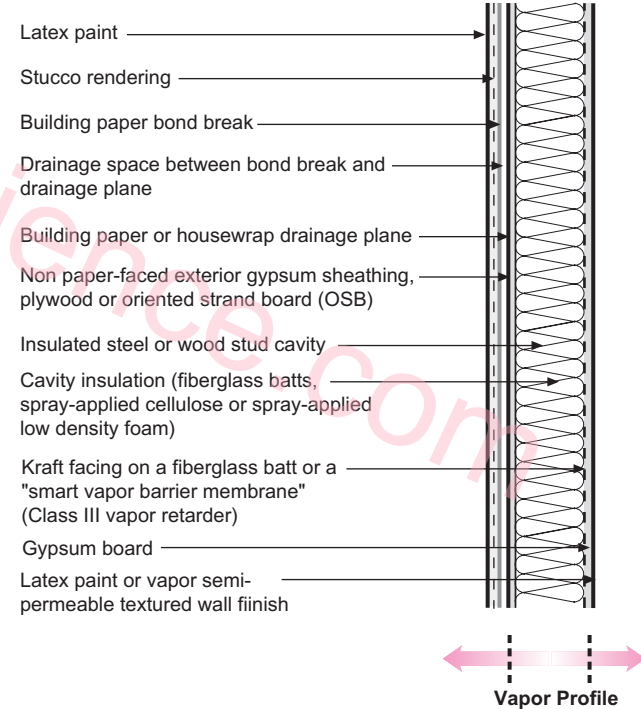 Latex paint
Stucco rendering
Building paper bond break
Drainage space between bond break and
drainage plane
Building paper or housewrap drainage plane
Non paper-faced exterior gypsum sheathing,
plywood or oriented strand board (OSB)
Insulated steel or wood stud cavity
Cavity insulation (fiberglass batts,
spray-applied cellulose or spray-applied
low density foam)
Kraft facing on a fiberglass batt or a
"smart vapor barrier membrane"
(Class III vapor retarder)
Gypsum board
Latex paint or vapor semi-
permeable textured wall fiinish
Vapor Profile
ience.com